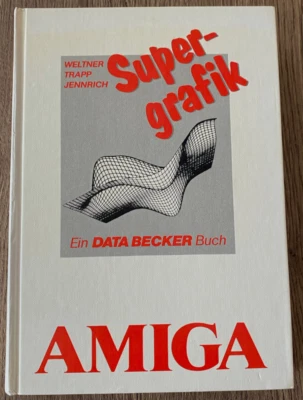 WELTNER
TRAPP
JENNRICH
Super-
grafik
Ein DATA BECKER Buch
AMIGA